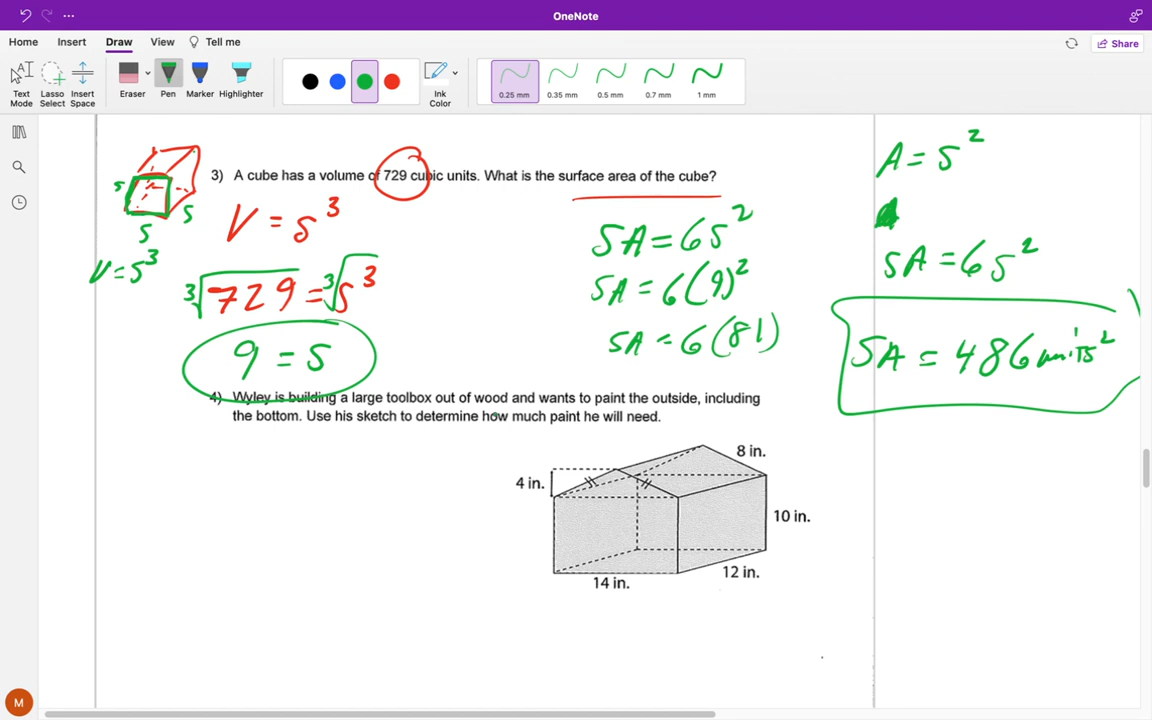 OneNote
Home Insert Draw View Tell me
Share
Text Mode
Lasso Select
Insert Space
Eraser
Pen
Marker
Highlighter
Ink Color
0.25 mm
0.35 mm
0.5 mm
0.7 mm
1 mm
3) A cube has a volume of 729 cubic units. What is the surface area of the cube?
s
s
s
V = s³
V = s³
∛729 = ∛s³
9 = s
SA = 6s²
SA = 6(9)²
SA = 6(81)
A = s²
SA = 6s²
SA = 486 units²
4) Wyley is building a large toolbox out of wood and wants to paint the outside, including
the bottom. Use his sketch to determine how much paint he will need.
8 in.
4 in.
10 in.
12 in.
14 in.
M